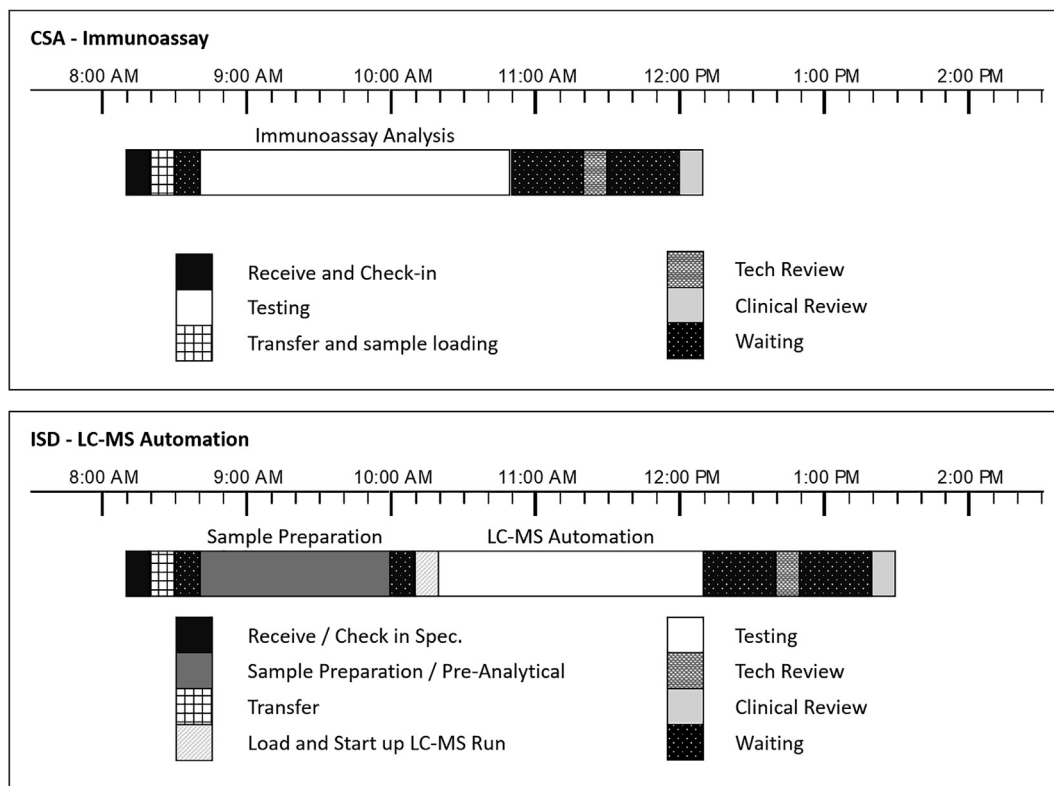 CSA - Immunoassay
8:00 AM 9:00 AM 10:00 AM 11:00 AM 12:00 PM 1:00 PM 2:00 PM
Immunoassay Analysis
Receive and Check-in
Testing
Transfer and sample loading
Tech Review
Clinical Review
Waiting
ISD - LC-MS Automation
8:00 AM 9:00 AM 10:00 AM 11:00 AM 12:00 PM 1:00 PM 2:00 PM
Sample Preparation LC-MS Automation
Receive / Check in Spec.
Sample Preparation / Pre-Analytical
Transfer
Load and Start up LC-MS Run
Testing
Tech Review
Clinical Review
Waiting